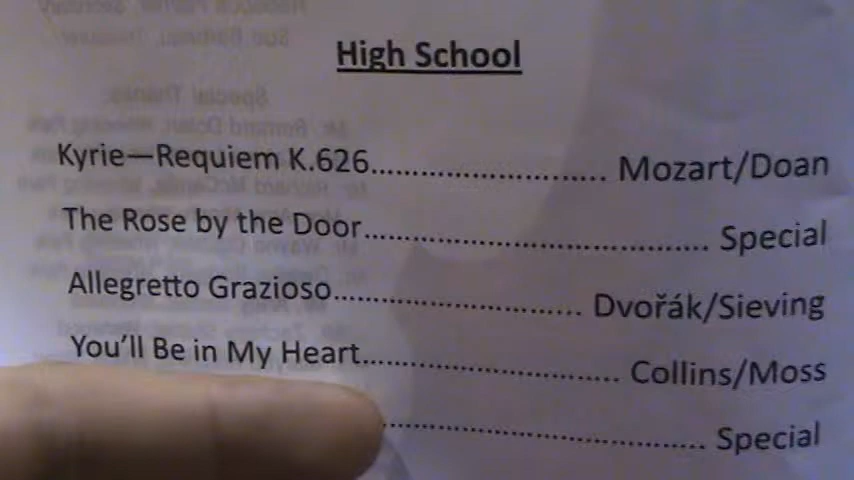 High School
Kyrie—Requiem K.626.............................. Mozart/Doan
The Rose by the Door............................................ Special
Allegretto Grazioso................................ Dvořák/Sieving
You'll Be in My Heart................................. Collins/Moss
.......................................... Special